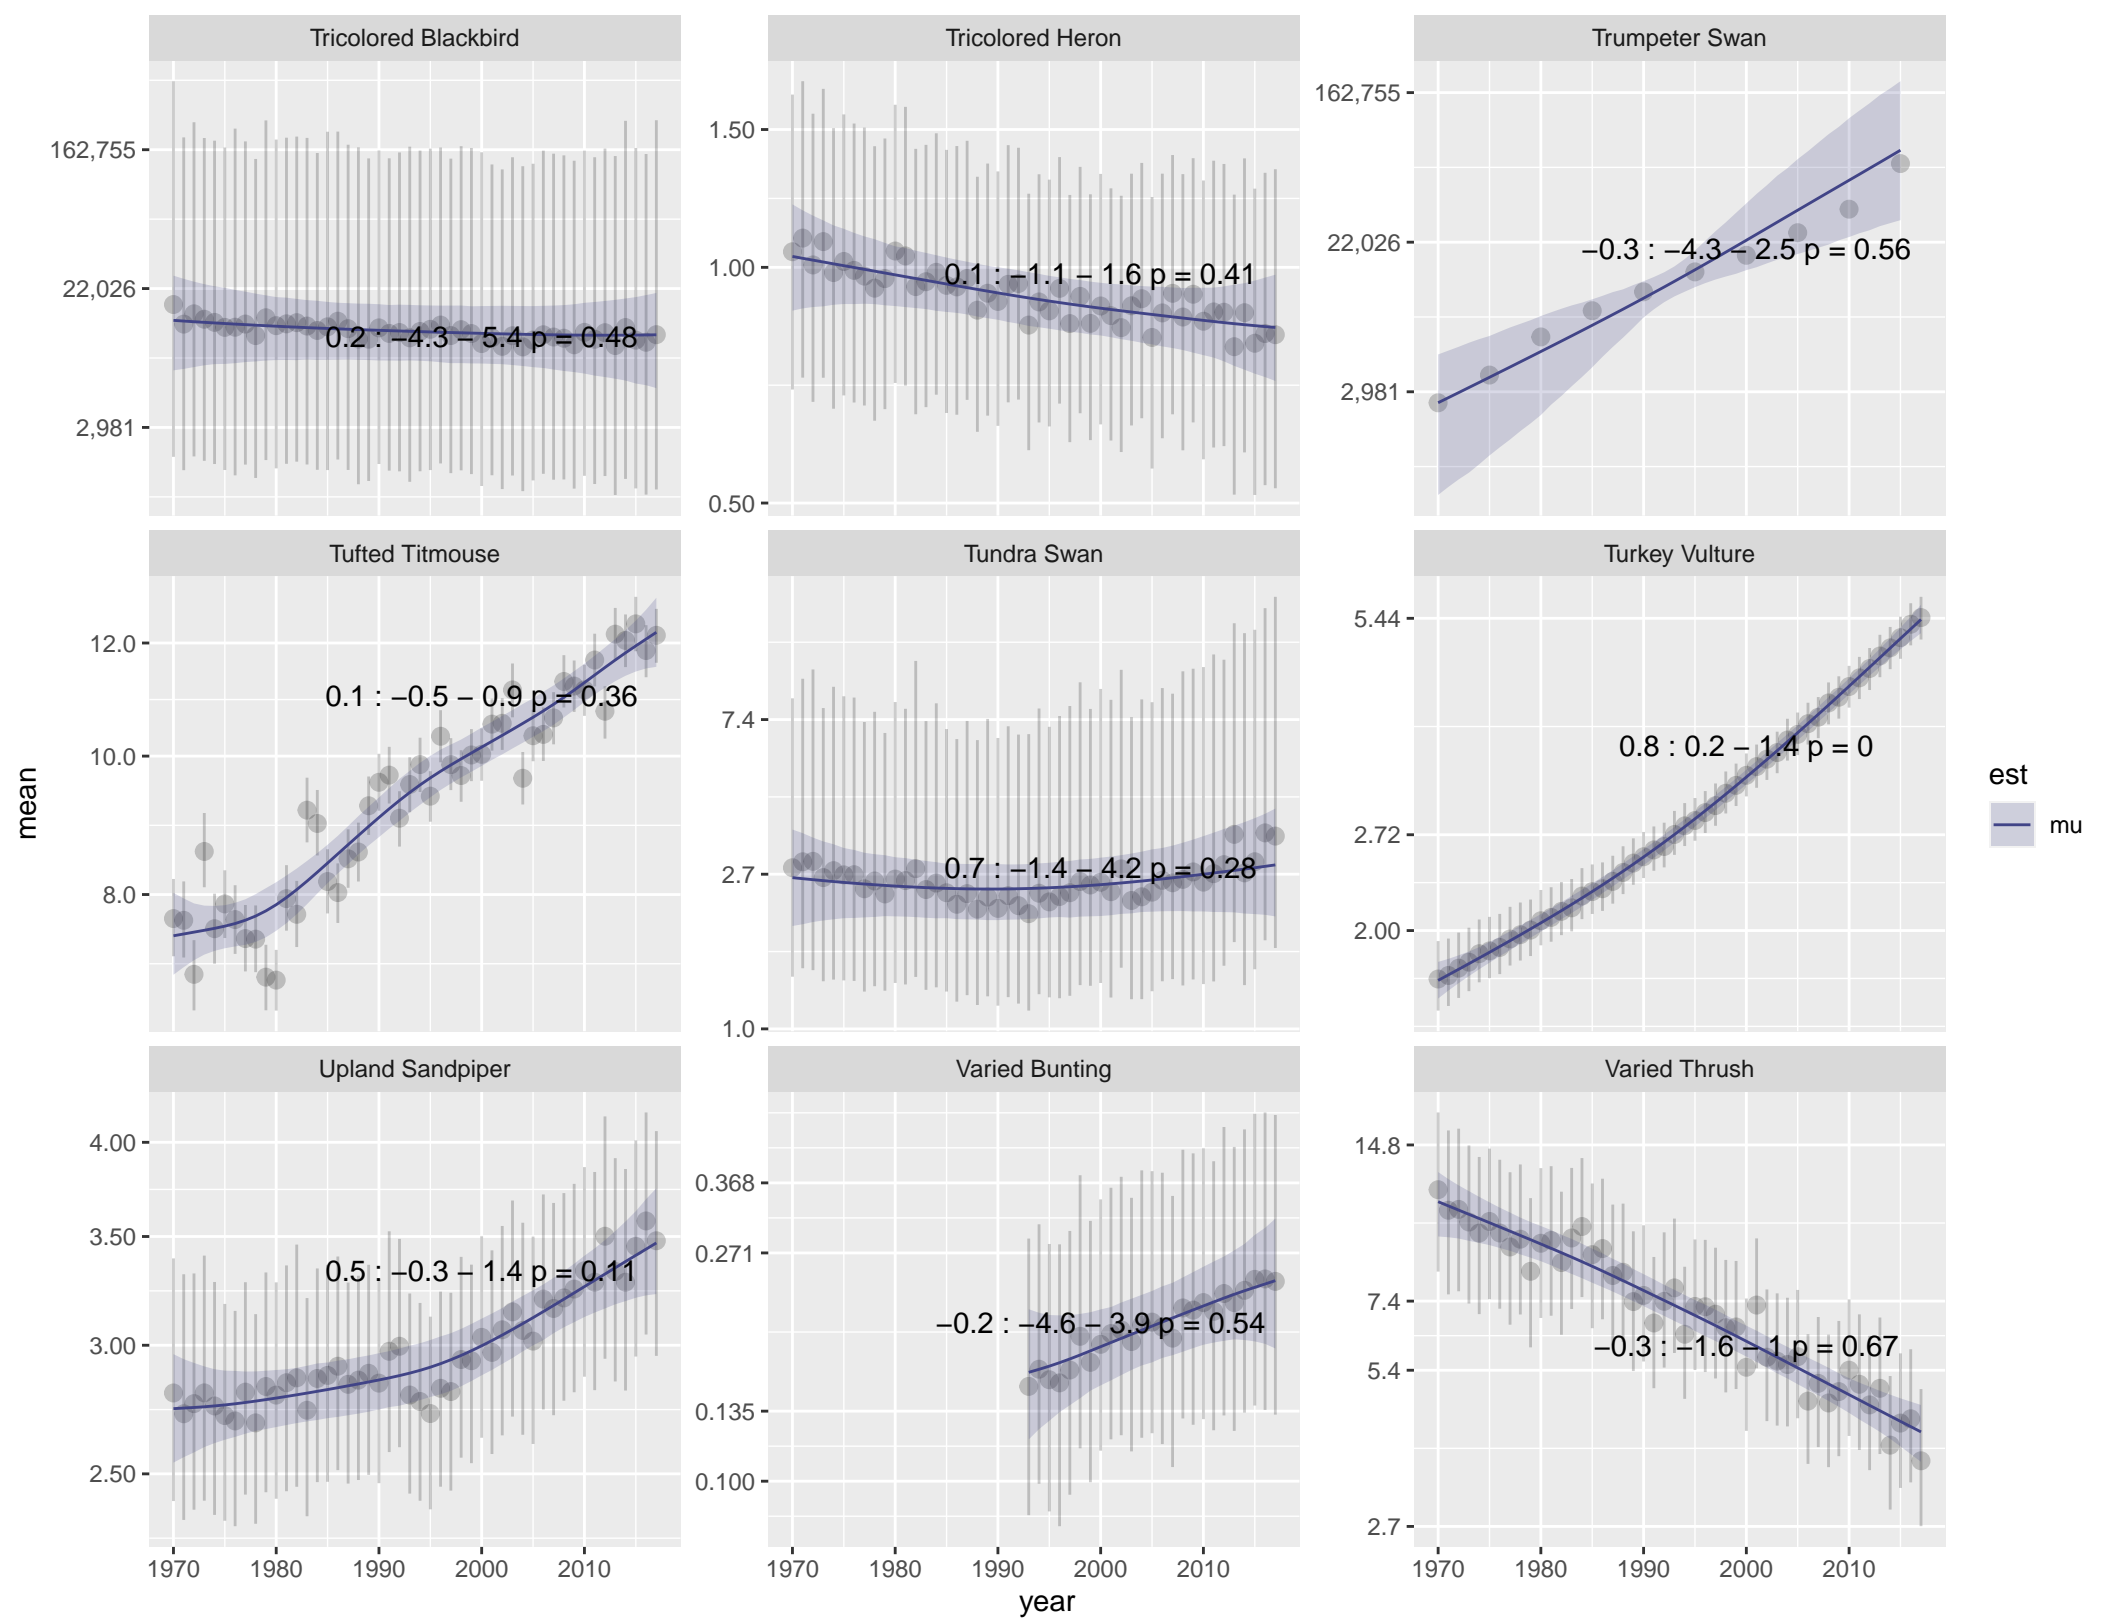 Tricolored Blackbird
Tricolored Heron
Trumpeter Swan
162,755
22,026
2,981
0.2 : −4.3 − 5.4 p = 0.48
1.50
1.00
0.50
0.1 : −1.1 − 1.6 p = 0.41
162,755
22,026
2,981
−0.3 : −4.3 − 2.5 p = 0.56
Tufted Titmouse
Tundra Swan
Turkey Vulture
12.0
10.0
8.0
0.1 : −0.5 − 0.9 p = 0.36
7.4
2.7
1.0
0.7 : −1.4 − 4.2 p = 0.28
5.44
2.72
2.00
0.8 : 0.2 − 1.4 p = 0
Upland Sandpiper
Varied Bunting
Varied Thrush
4.00
3.50
3.00
2.50
0.5 : −0.3 − 1.4 p = 0.11
0.368
0.271
0.135
0.100
−0.2 : −4.6 − 3.9 p = 0.54
14.8
7.4
5.4
2.7
−0.3 : −1.6 − 1 p = 0.67
1970 1980 1990 2000 2010
1970 1980 1990 2000 2010
1970 1980 1990 2000 2010
year
mean
est
mu